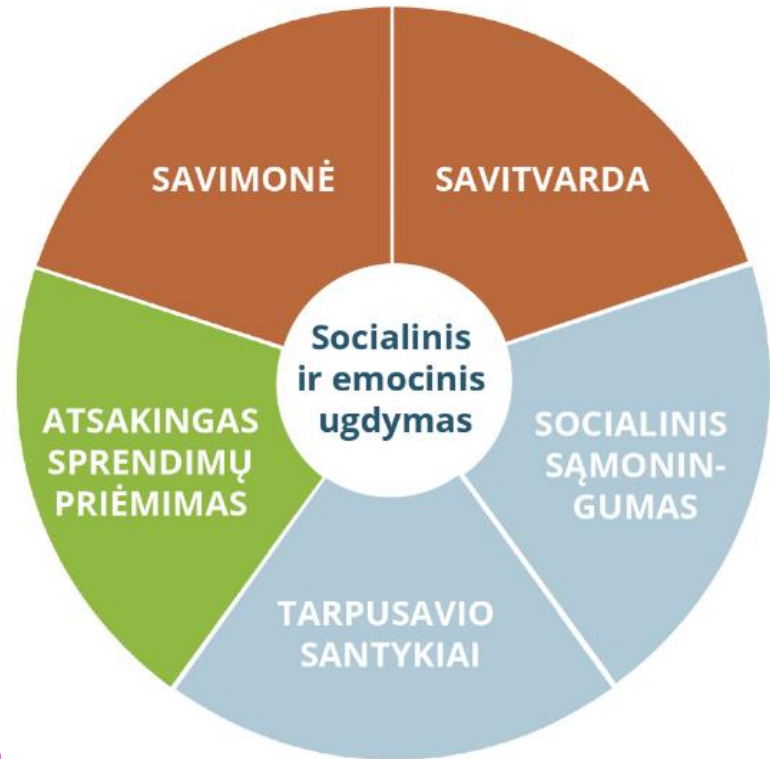 SAVIMONĖ
SAVITVARDA
Socialinis
ir emocinis
ugdymas
ATSAKINGAS
SPRENDIMŲ
PRIĖMIMAS
SOCIALINIS
SĄMONIN-
GUMAS
TARPUSAVIO
SANTYKIAI